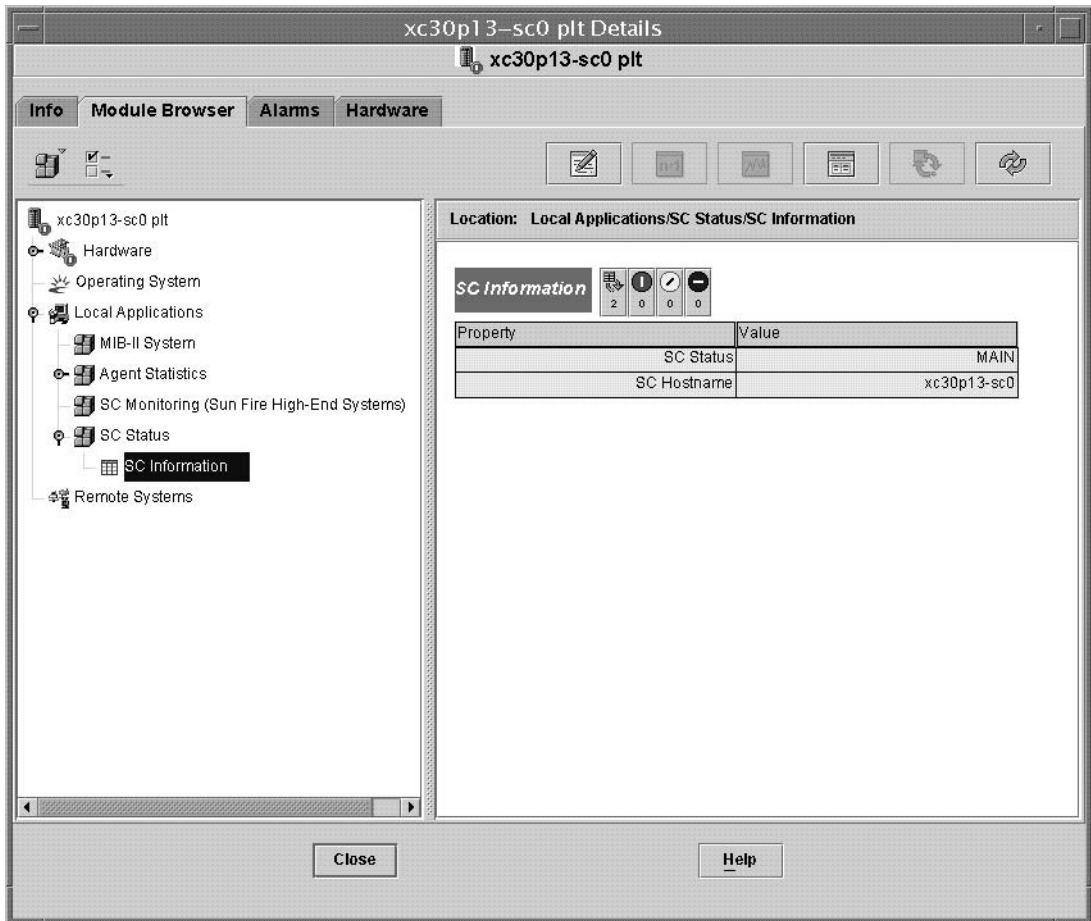 xc30p13-sc0 plt Details
xc30p13-sc0 plt
Info Module Browser Alarms Hardware
xc30p13-sc0 plt
Hardware
Operating System
Local Applications
MIB-II System
Agent Statistics
SC Monitoring (Sun Fire High-End Systems)
SC Status
SC Information
Remote Systems
Location: Local Applications/SC Status/SC Information
SC Information 2 0 0 0
Property Value
SC Status MAIN
SC Hostname xc30p13-sc0
Close Help